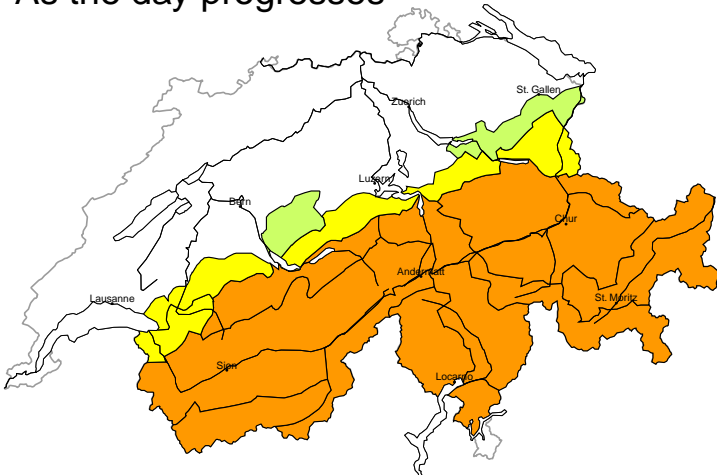 As the day progresses
St. Gallen
Zuerich
Luzern
Bern
Chur
Andermatt
Lausanne
St. Moritz
Sion
Locarno